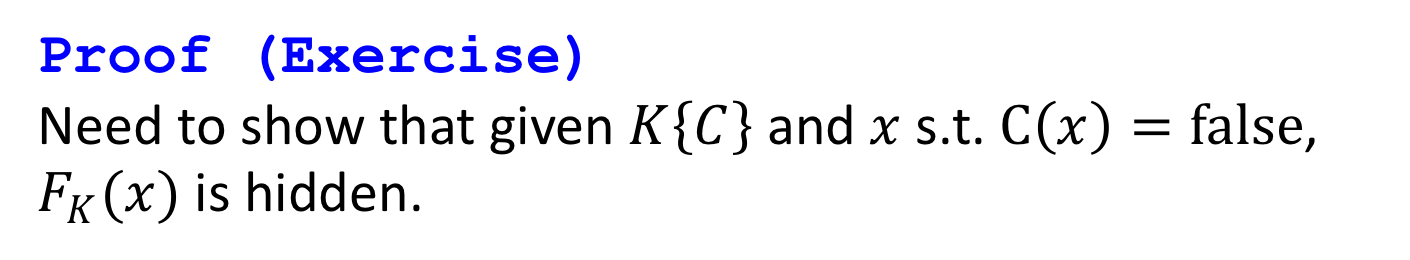 Proof (Exercise)
Need to show that given K{C} and x s.t. C(x) = false,
F_K(x) is hidden.